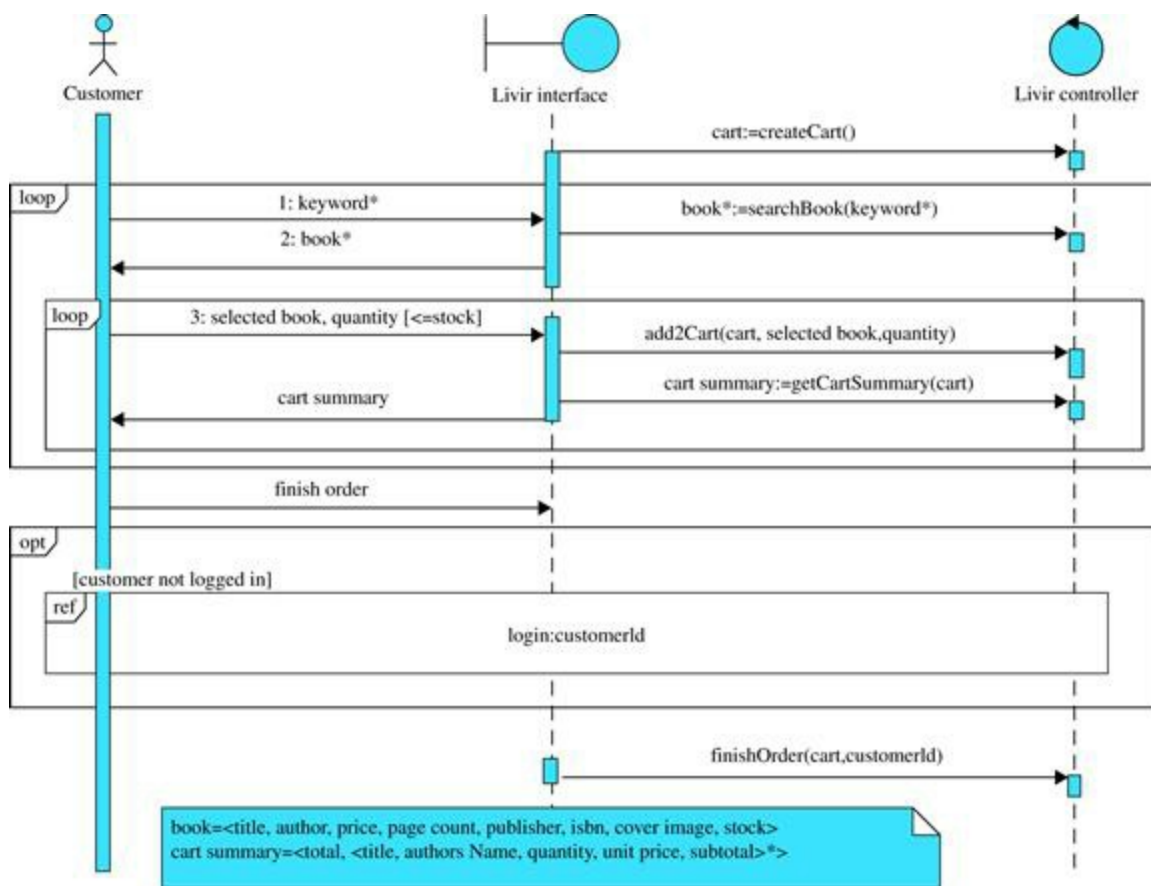 Customer
Livir interface
Livir controller
cart:=createCart()
loop
1: keyword*
book*:=searchBook(keyword*)
2: book*
loop
3: selected book, quantity [<=stock]
add2Cart(cart, selected book,quantity)
cart summary:=getCartSummary(cart)
cart summary
finish order
opt
[customer not logged in]
ref
login:customerId
finishOrder(cart,customerId)
book=<title, author, price, page count, publisher, isbn, cover image, stock>
cart summary=<total, <title, authors Name, quantity, unit price, subtotal>*>